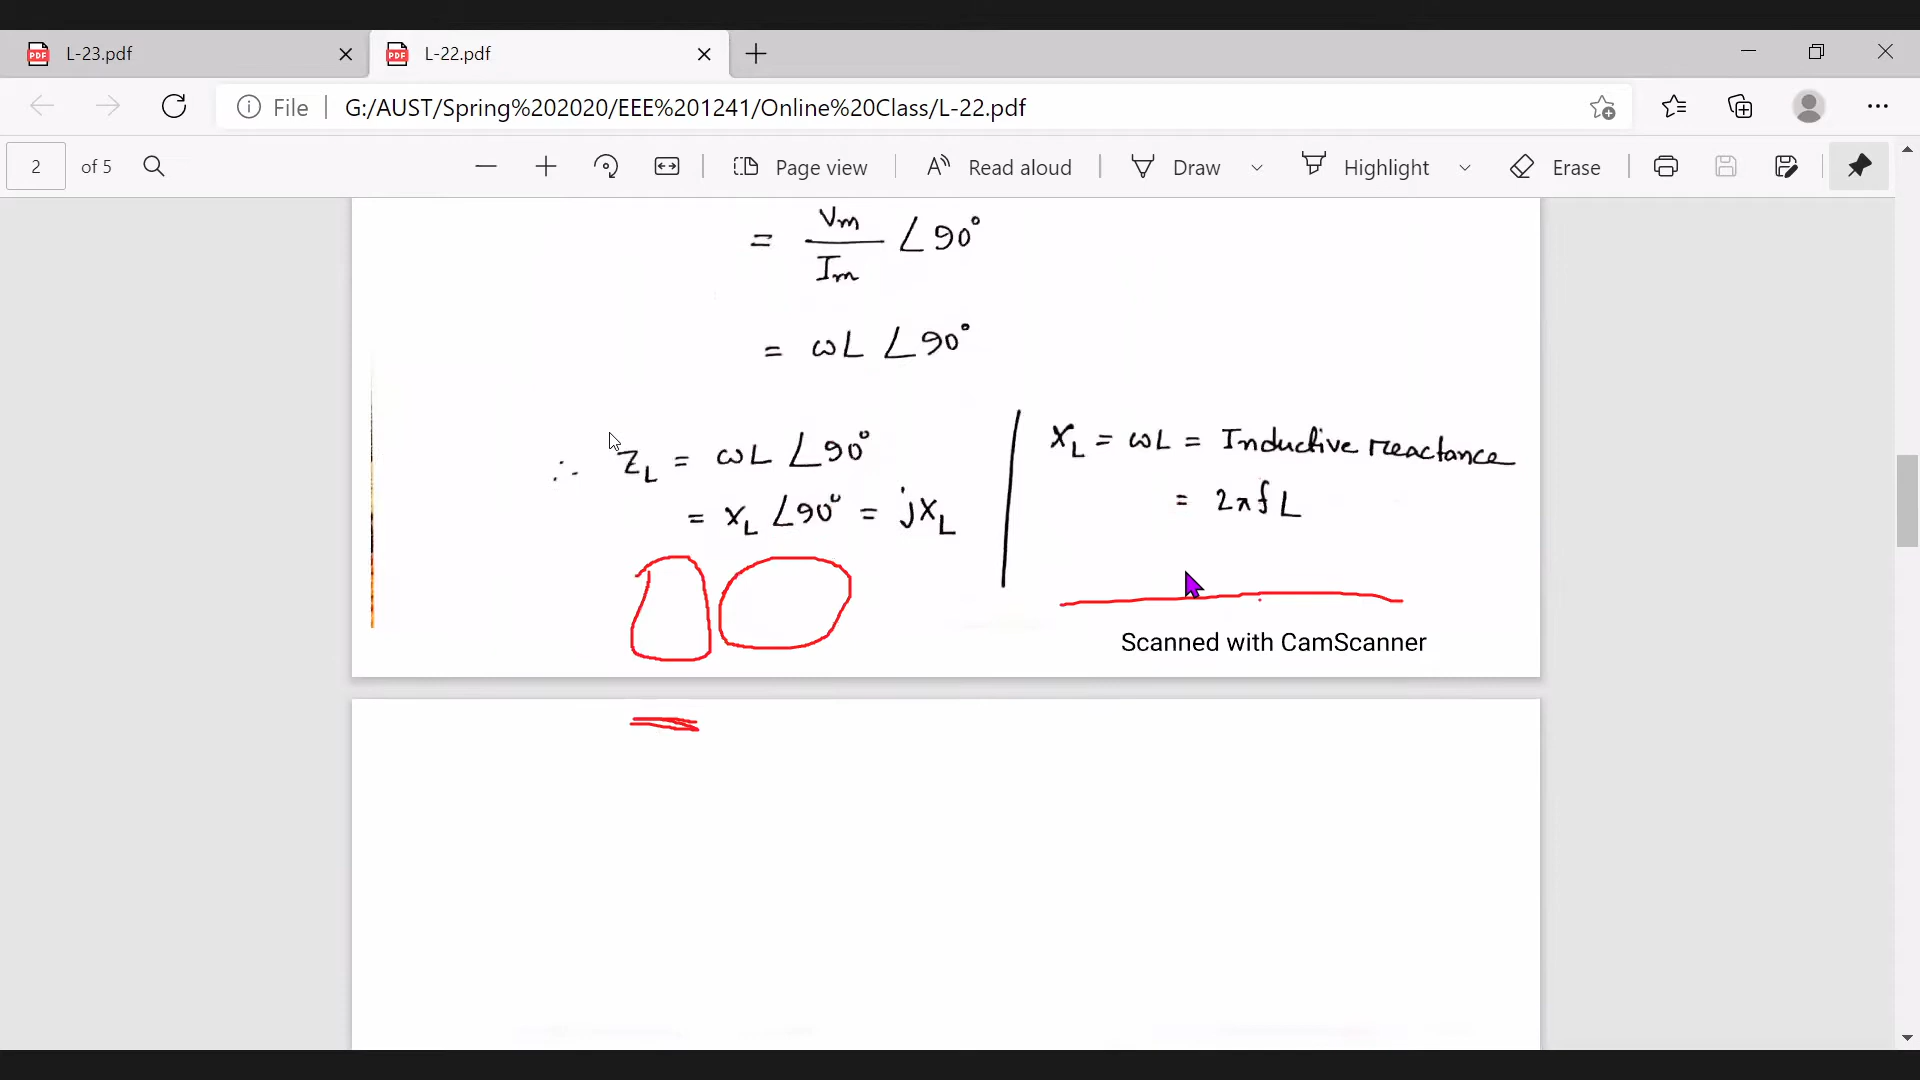 L-23.pdf
L-22.pdf
File
G:/AUST/Spring%202020/EEE%201241/Online%20Class/L-22.pdf
2 of 5
Page view
Read aloud
Draw
Highlight
Erase
= Vm / Im ∠90°
= ωL ∠90°
∴ ZL = ωL ∠90°
= XL ∠90° = jXL
XL = ωL = Inductive reactance
= 2πfL
Scanned with CamScanner